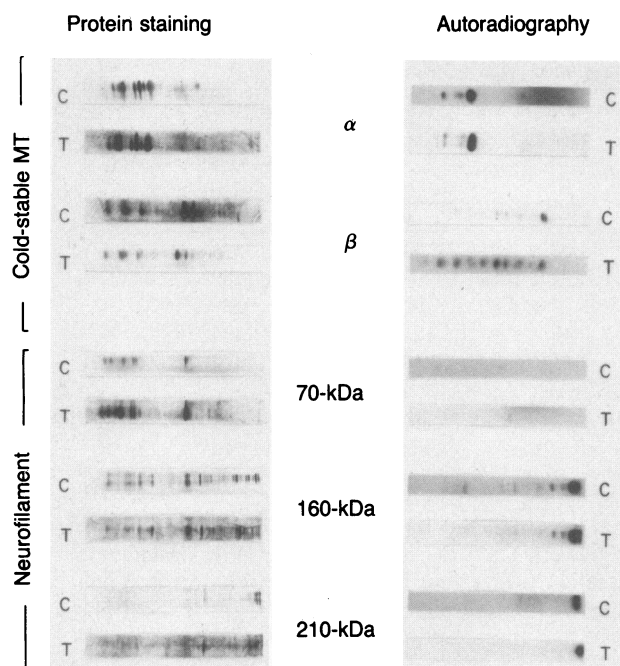 Protein staining Autoradiography
Cold-stable MT
C C
α
T T
C C
β
T T
Neurofilament
C C
70-kDa
T T
C C
160-kDa
T T
C C
210-kDa
T T